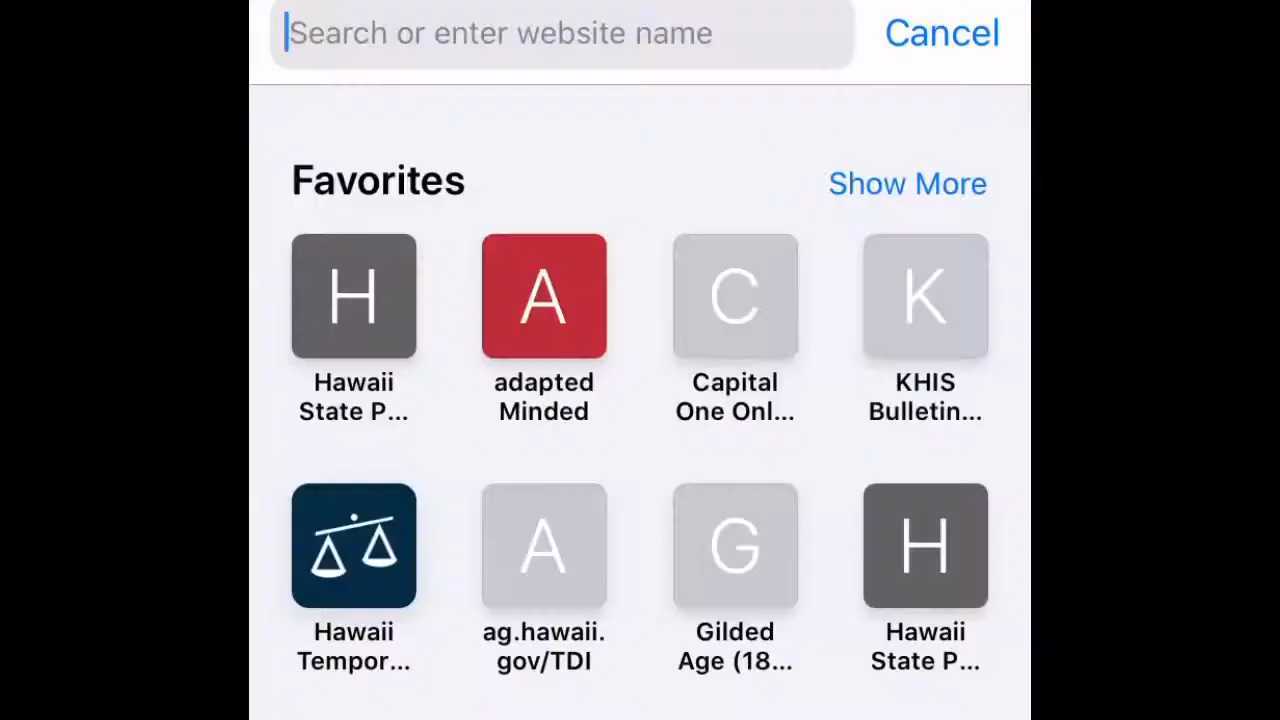 Search or enter website name
Cancel
Favorites
Show More
H
A
C
K
Hawaii
State P...
adapted
Minded
Capital
One Onl...
KHIS
Bulletin...
A
G
H
Hawaii
Tempor...
ag.hawaii.
gov/TDI
Gilded
Age (18...
Hawaii
State P...